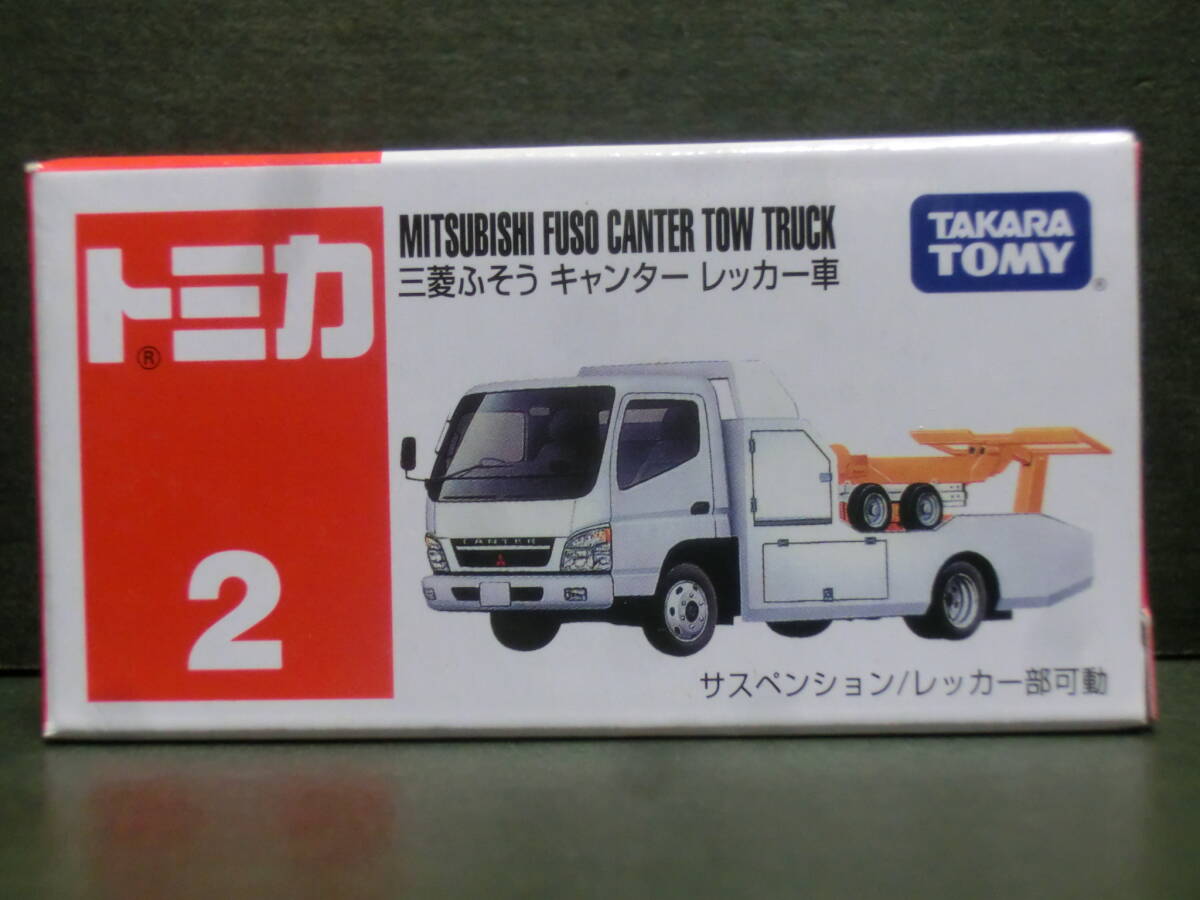 トミカ
®
2
MITSUBISHI FUSO CANTER TOW TRUCK
三菱ふそう キャンター レッカー車
TAKARA
TOMY
®
CANTER
サスペンション/レッカー部可動